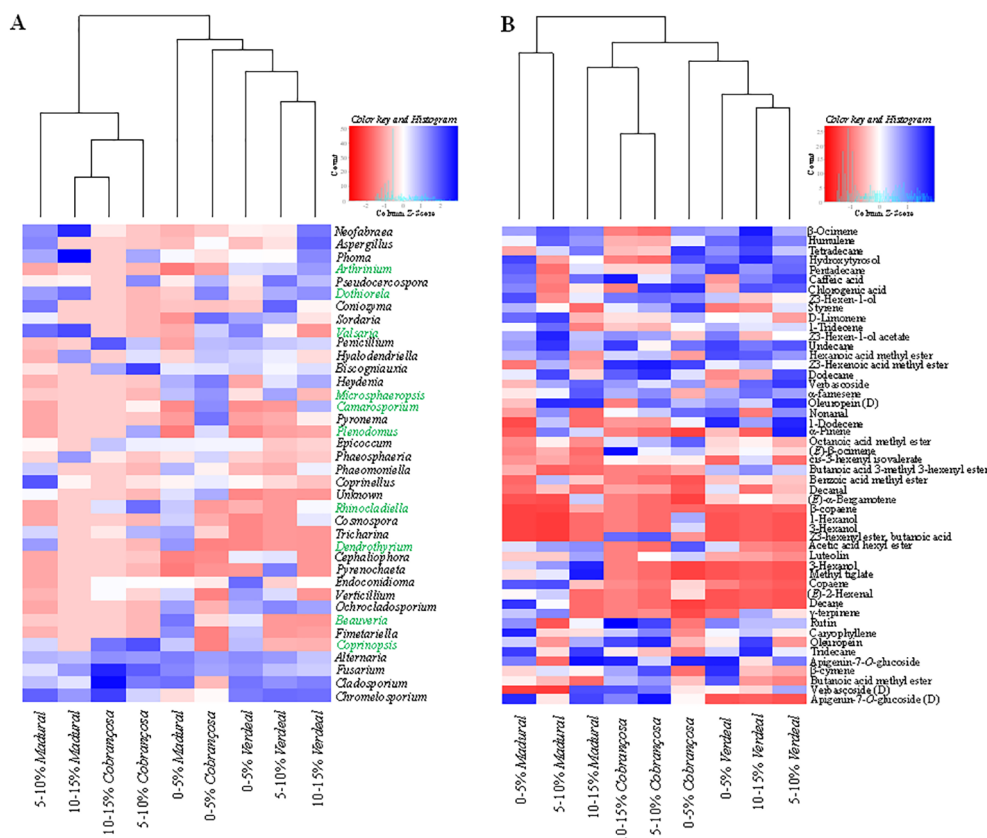 A
B
Color key and Histogram
Count
50
40
30
20
10
0
-2
0
2
Column Z-Score
Neofabraea
Aspergillus
Phoma
Arthrinium
Pseudocercospora
Dothiorela
Coniozyma
Sordaria
Valsaria
Penicillium
Hyalodendriella
Biscogniauxia
Heydenia
Microsphaeropsis
Camarosporium
Pyronema
Plenodomus
Epicoccum
Phaeosphaeria
Phaeomoniella
Coprinellus
Unknown
Rhinocladiella
Cosmospora
Tricharina
Dendrothyrium
Cephaliophora
Pyrenochaeta
Endoconidioma
Verticillium
Ochrocladosporium
Beauveria
Fimetariella
Coprinopsis
Alternaria
Fusarium
Cladosporium
Chromelosporium
5-10% Madural
10-15% Madural
10-15% Cobrançosa
5-10% Cobrançosa
0-5% Madural
0-5% Cobrançosa
0-5% Verdeal
5-10% Verdeal
10-15% Verdeal
Color key and Histogram
Count
Column Z-Score
β-Ocimene
Humulene
Tetradecane
Hydroxytyrosol
Pentadecane
Caffeic acid
Chlorogenic acid
Z3-Hexen-1-ol
Styrene
D-Limonene
1-Tridecene
Z3-Hexen-1-ol acetate
Undecane
Hexanoic acid methyl ester
Z3-Hexenoic acid methyl ester
Dodecane
Verbascoside
α-farnesene
Oleuropein (D)
Nonanal
1-Dodecene
α-Pinene
Octanoic acid methyl ester
(E)-β-ocimene
cis-3-hexenyl isovalerate
Butanoic acid 3-methyl 3-hexenyl ester
Benzoic acid methyl ester
Decanal
(E)-α-Bergamotene
β-copaene
1-Hexanol
3-Hexanol
Z3-hexenyl ester, butanoic acid
Acetic acid hexyl ester
Luteolin
3-Hexanol
Methyl tiglate
Copaene
(E)-2-Hexenal
Decane
γ-terpinene
Rutin
Caryophyllene
Oleuropein
Tridecane
Apigenin-7-O-glucoside
β-cymene
Butanoic acid methyl ester
Verbascoside (D)
Apigenin-7-O-glucoside (D)
0-5% Madural
5-10% Madural
10-15% Madural
0-15% Cobrançosa
5-10% Cobrançosa
0-5% Cobrançosa
0-5% Verdeal
10-15% Verdeal
5-10% Verdeal